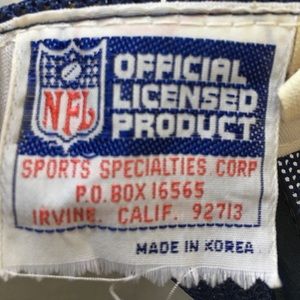 NFL
OFFICIAL
LICENSED
PRODUCT
SPORTS SPECIALTIES CORP
P.O. BOX 16565
IRVINE, CALIF. 92713
MADE IN KOREA